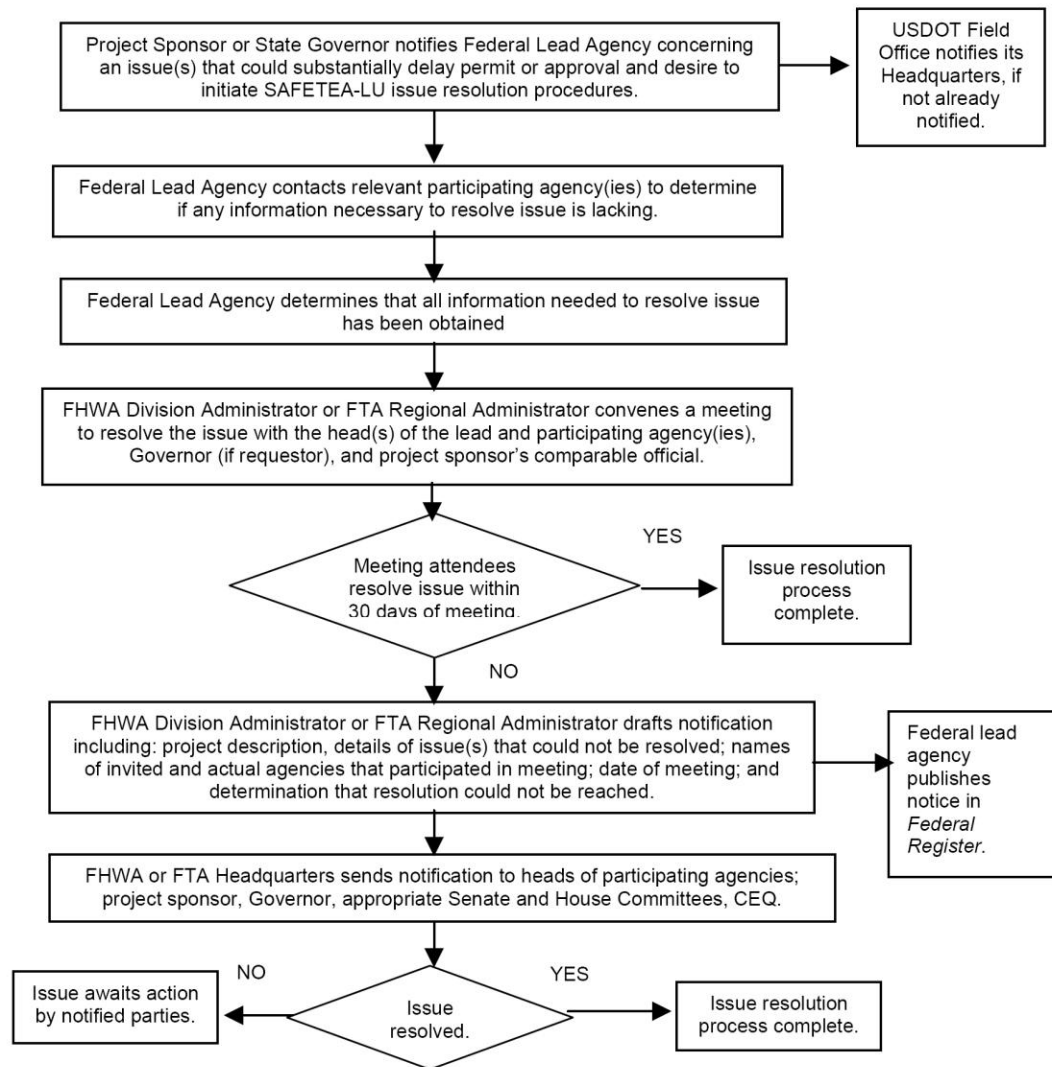 Project Sponsor or State Governor notifies Federal Lead Agency concerning
an issue(s) that could substantially delay permit or approval and desire to
initiate SAFETEA-LU issue resolution procedures.
USDOT Field
Office notifies its
Headquarters, if
not already
notified.
Federal Lead Agency contacts relevant participating agency(ies) to determine
if any information necessary to resolve issue is lacking.
Federal Lead Agency determines that all information needed to resolve issue
has been obtained
FHWA Division Administrator or FTA Regional Administrator convenes a meeting
to resolve the issue with the head(s) of the lead and participating agency(ies),
Governor (if requestor), and project sponsor's comparable official.
Meeting attendees
resolve issue within
30 days of meeting.
YES
Issue resolution
process
complete.
NO
FHWA Division Administrator or FTA Regional Administrator drafts notification
including: project description, details of issue(s) that could not be resolved; names
of invited and actual agencies that participated in meeting; date of meeting; and
determination that resolution could not be reached.
Federal lead
agency
publishes
notice in
Federal
Register.
FHWA or FTA Headquarters sends notification to heads of participating agencies;
project sponsor, Governor, appropriate Senate and House Committees, CEQ.
NO
YES
Issue awaits action
by notified parties.
Issue
resolved.
Issue resolution
process complete.